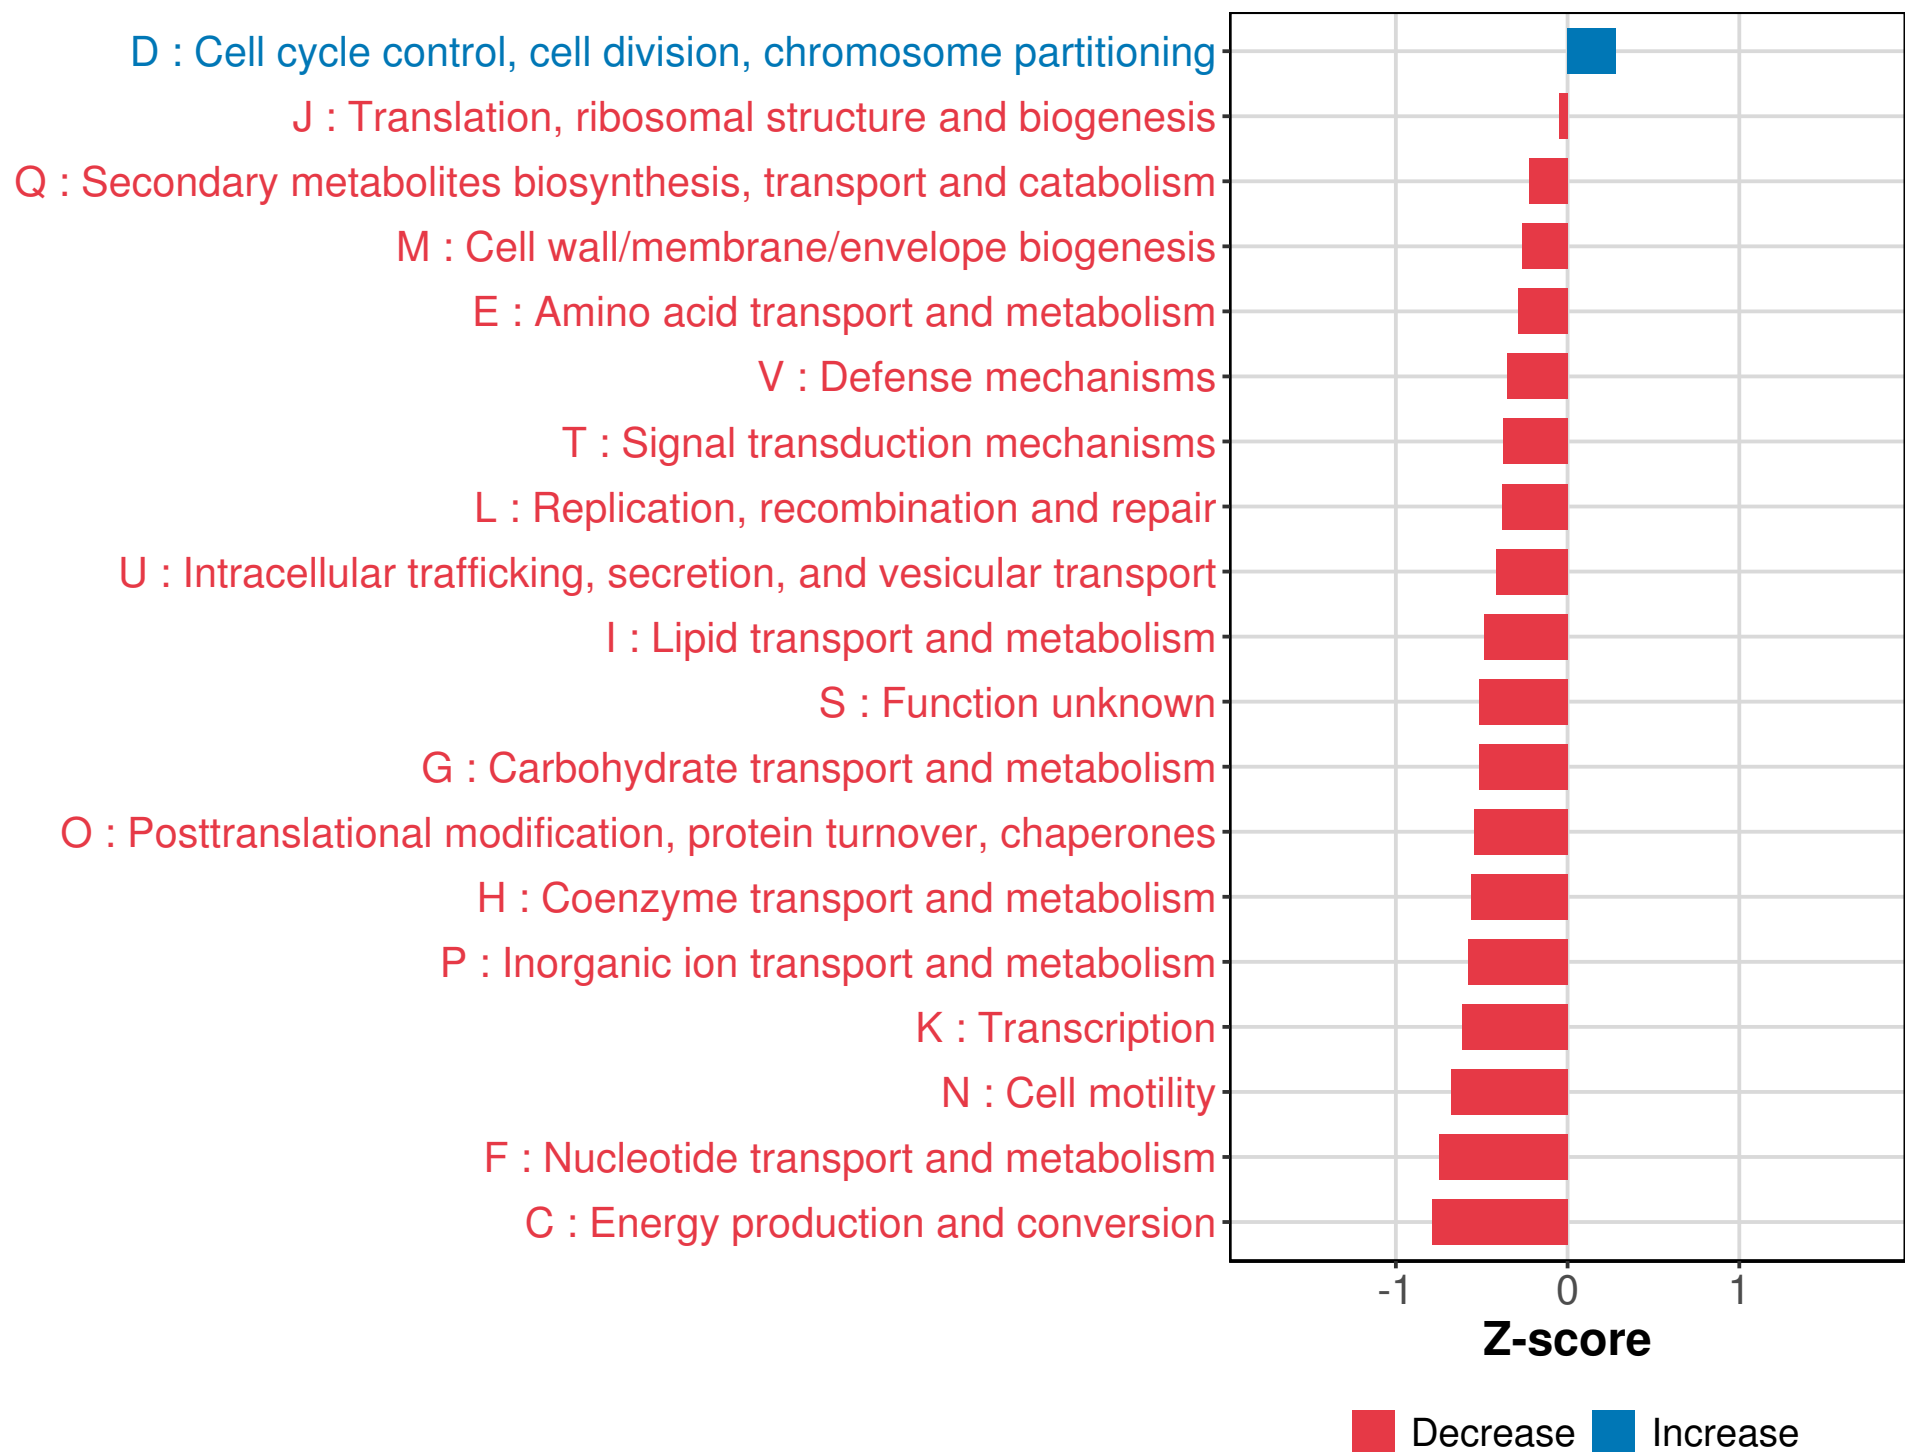 D : Cell cycle control, cell division, chromosome partitioning
J : Translation, ribosomal structure and biogenesis
Q : Secondary metabolites biosynthesis, transport and catabolism
M : Cell wall/membrane/envelope biogenesis
E : Amino acid transport and metabolism
V : Defense mechanisms
T : Signal transduction mechanisms
L : Replication, recombination and repair
U : Intracellular trafficking, secretion, and vesicular transport
I : Lipid transport and metabolism
S : Function unknown
G : Carbohydrate transport and metabolism
O : Posttranslational modification, protein turnover, chaperones
H : Coenzyme transport and metabolism
P : Inorganic ion transport and metabolism
K : Transcription
N : Cell motility
F : Nucleotide transport and metabolism
C : Energy production and conversion
-1 0 1
Z-score
Decrease Increase